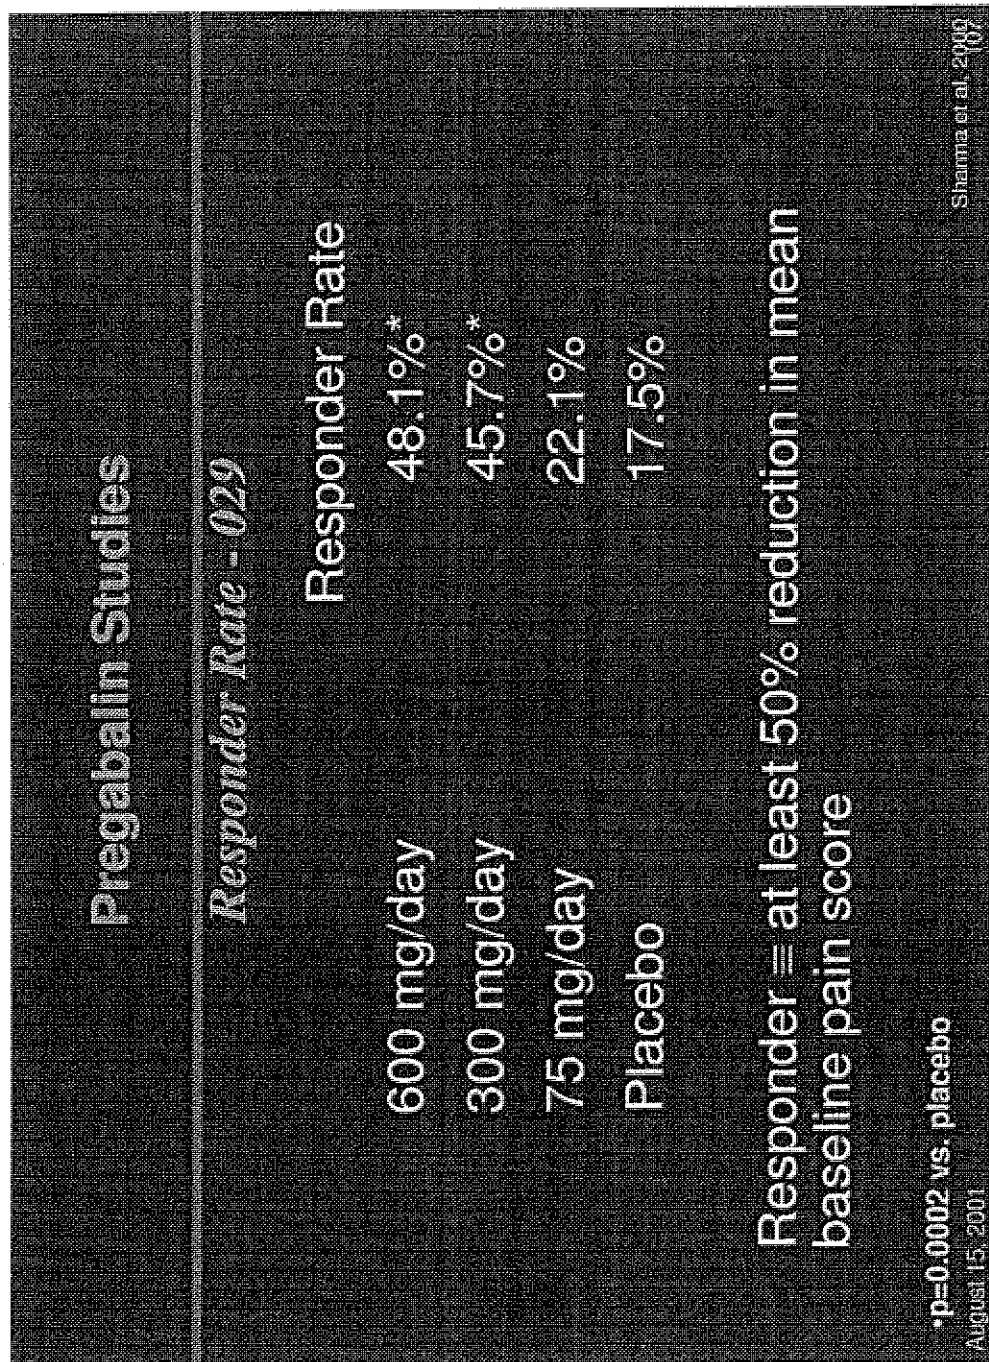 Pregabalin Studies
Responder Rate - 029
Responder Rate
600 mg/day 48.1%*
300 mg/day 45.7%*
75 mg/day 22.1%
Placebo 17.5%
Responder ≡ at least 50% reduction in mean
baseline pain score
*p=0.0002 vs. placebo
August 15, 2001
Sharma et al. 2000
107